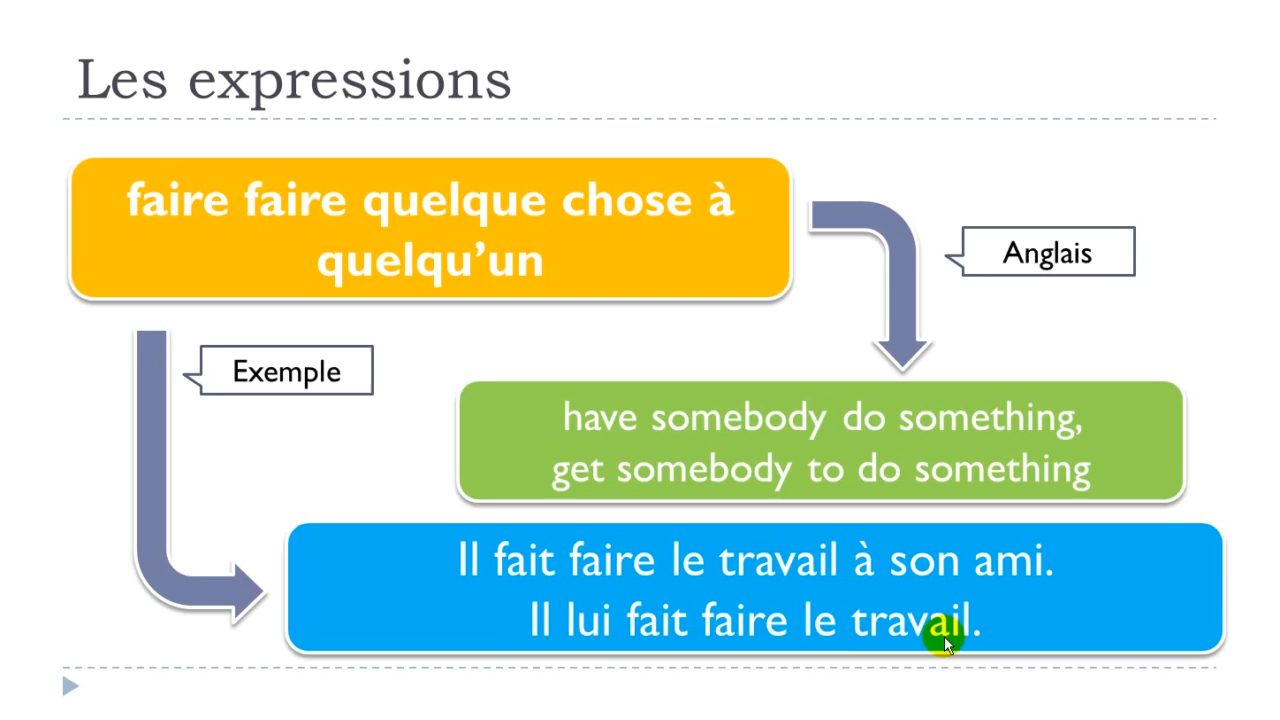 Les expressions
faire faire quelque chose à
quelqu’un
Anglais
Exemple
have somebody do something,
get somebody to do something
Il fait faire le travail à son ami.
Il lui fait faire le travail.